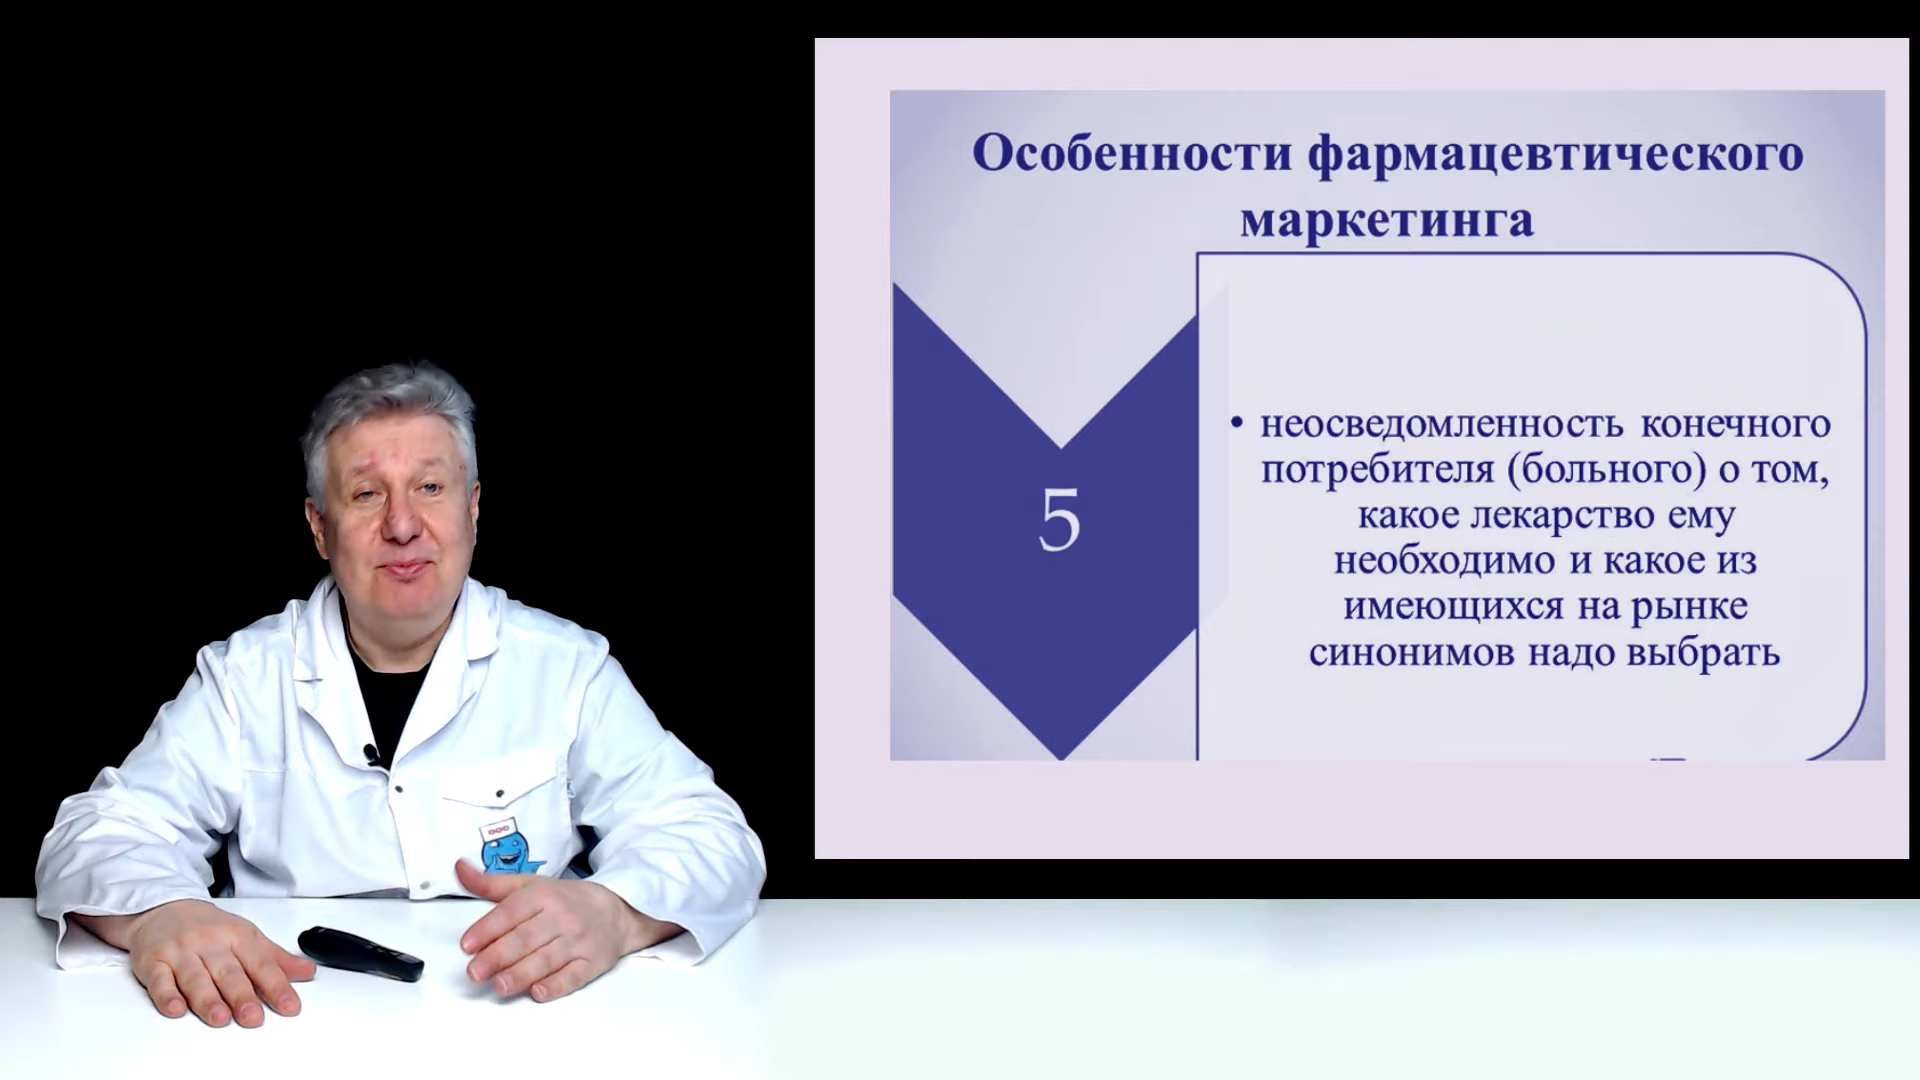 Особенности фармацевтического
маркетинга
5
• неосведомленность конечного
потребителя (больного) о том,
какое лекарство ему
необходимо и какое из
имеющихся на рынке
синонимов надо выбрать